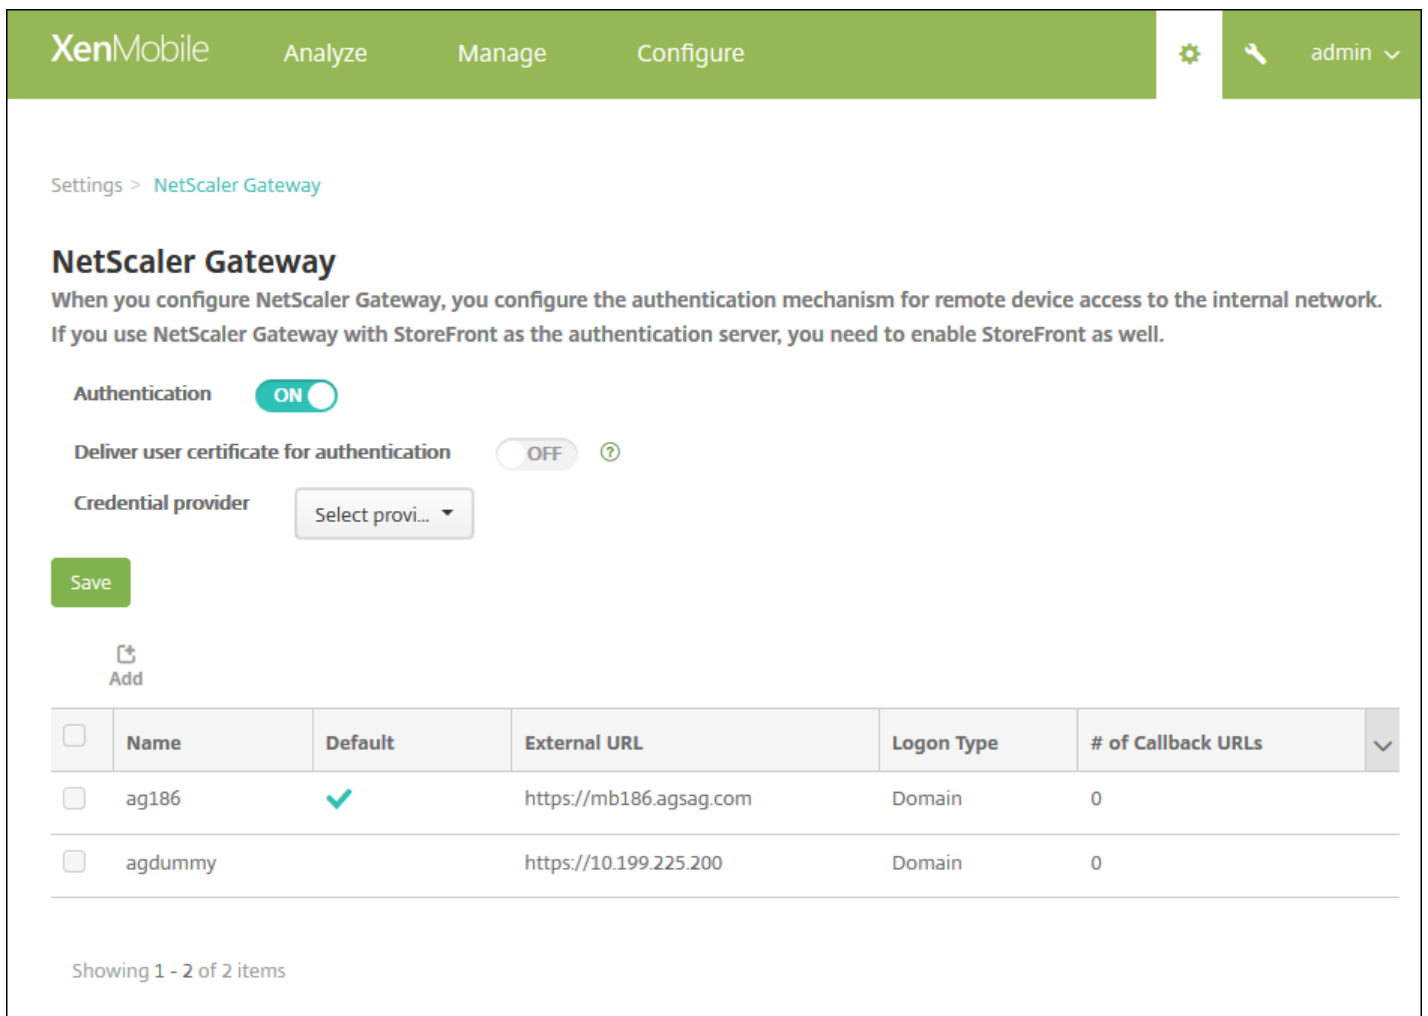 XenMobile Analyze Manage Configure admin
Settings > NetScaler Gateway
NetScaler Gateway
When you configure NetScaler Gateway, you configure the authentication mechanism for remote device access to the internal network.
If you use NetScaler Gateway with StoreFront as the authentication server, you need to enable StoreFront as well.
Authentication ON
Deliver user certificate for authentication OFF ?
Credential provider Select provi...
Save
Add
Name Default External URL Logon Type # of Callback URLs
ag186 https://mb186.agsag.com Domain 0
agdummy https://10.199.225.200 Domain 0
Showing 1 - 2 of 2 items